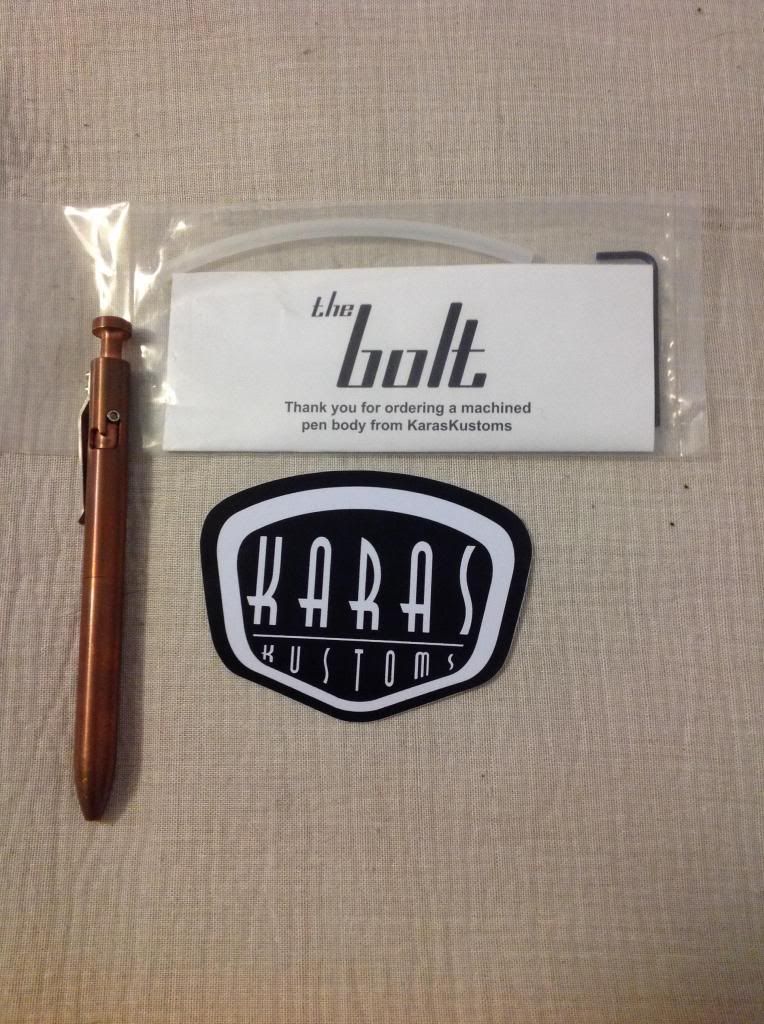 the
bolt
Thank you for ordering a machined
pen body from KarasKustoms
KARAS
KUSTOMS